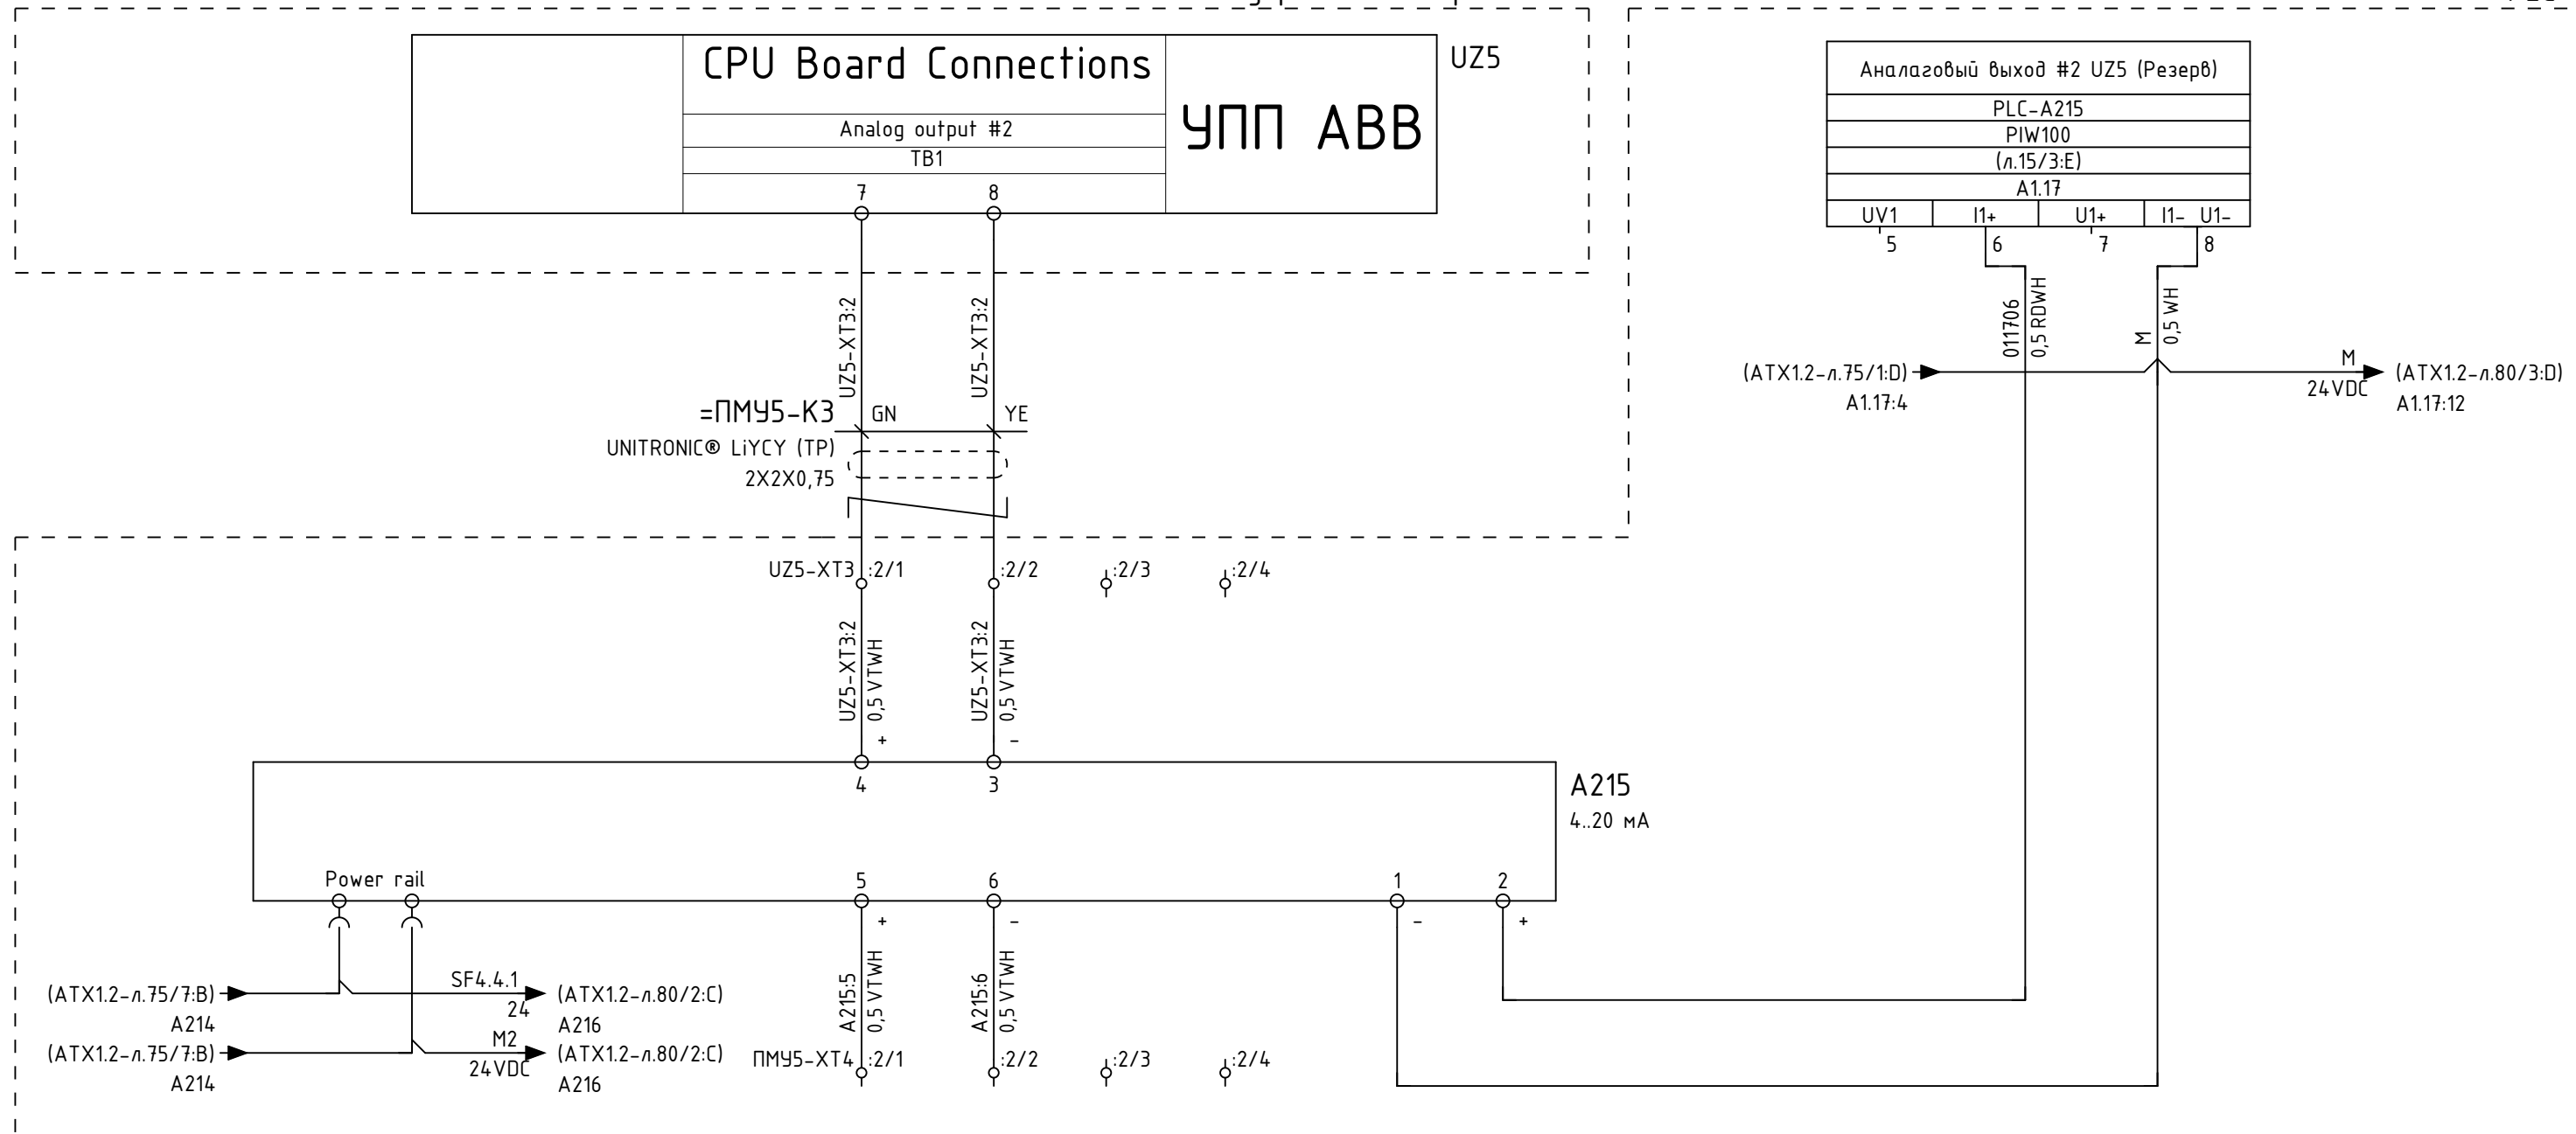 CPU Board Connections
УПП ABB
UZ5
Analog output #2
TB1
7
8
Аналаговый выход #2 UZ5 (Резерв)
PLC-A215
PIW100
(л.15/3:E)
A1.17
UV1
I1+
U1+
I1- U1-
5
6
7
8
UZ5-XT3:2
UZ5-XT3:2
011706
0,5 RDWH
M
0,5 WH
(ATX1.2-л.75/1:D)
A1.17:4
M
24VDC
(ATX1.2-л.80/3:D)
A1.17:12
=ПМУ5-К3
GN
YE
UNITRONIC® LiYCY (TP)
2X2X0,75
UZ5-XT3
:2/1
:2/2
:2/3
:2/4
UZ5-XT3:2
0,5 VTWH
UZ5-XT3:2
0,5 VTWH
+
-
4
3
A215
4..20 мА
Power rail
5
6
1
2
+
-
-
+
A215:5
0,5 VTWH
A215:6
0,5 VTWH
(ATX1.2-л.75/7:B)
A214
SF4.4.1
24
(ATX1.2-л.80/2:C)
A216
(ATX1.2-л.75/7:B)
A214
M2
24VDC
(ATX1.2-л.80/2:C)
A216
ПМУ5-XT4
:2/1
:2/2
:2/3
:2/4